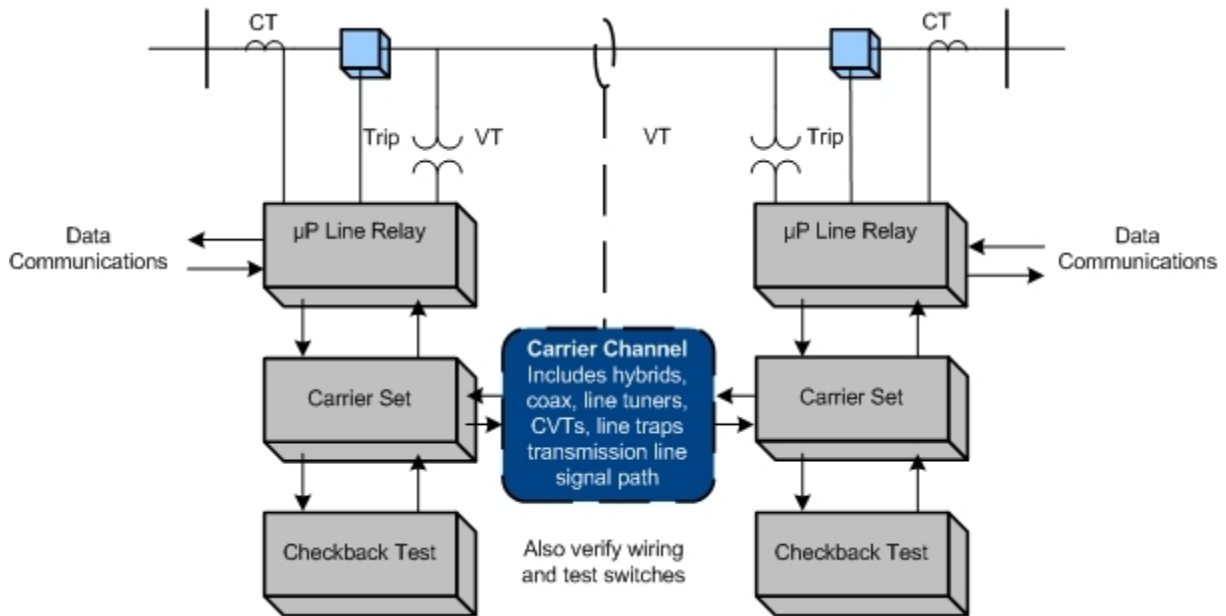 CT
CT
Trip
VT
VT
Trip
µP Line Relay
µP Line Relay
Data
Communications
Data
Communications
Carrier Channel
Includes hybrids,
coax, line tuners,
CVTs, line traps
transmission line
signal path
Carrier Set
Carrier Set
Checkback Test
Also verify wiring
and test switches
Checkback Test